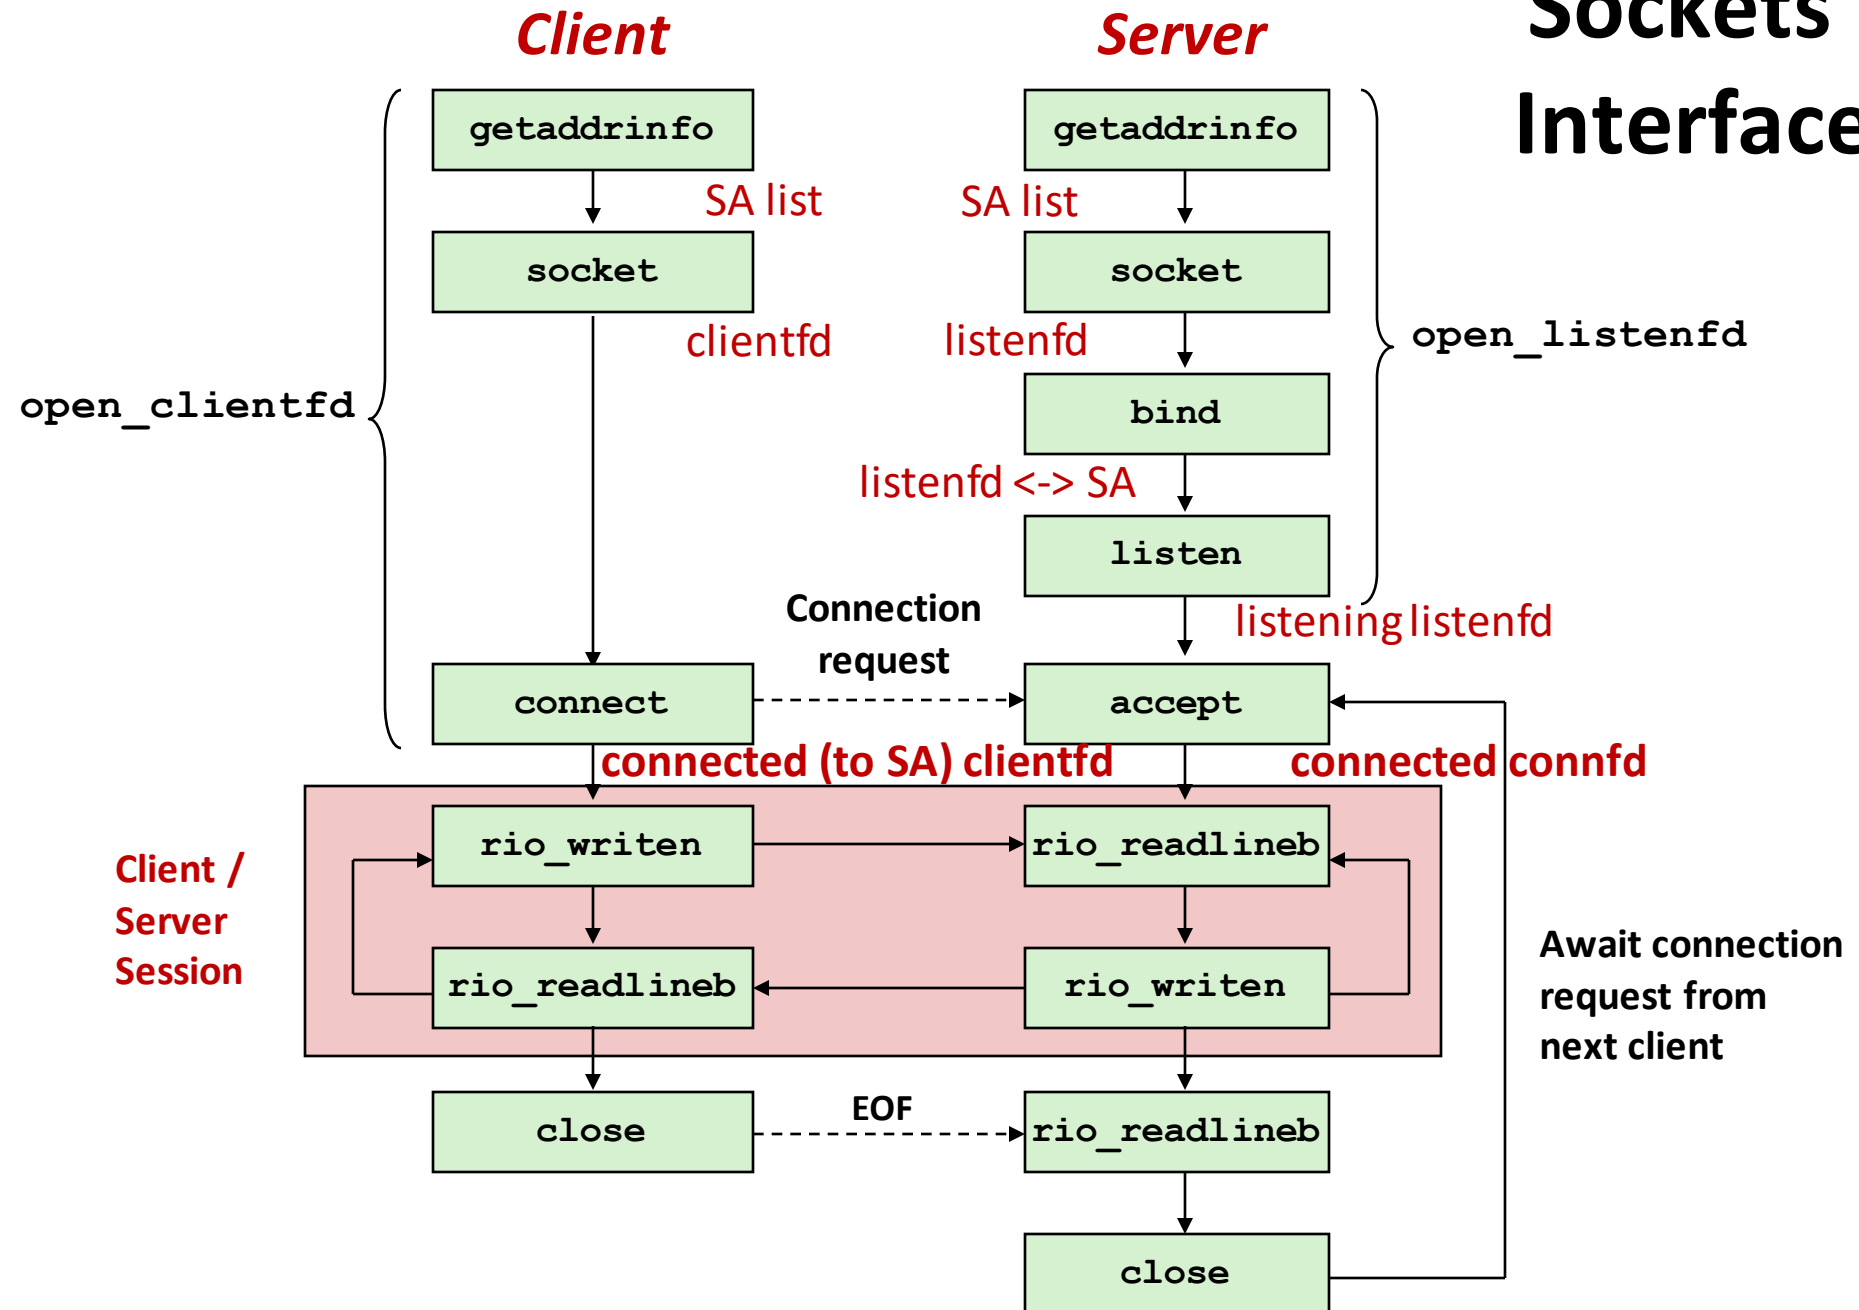 Sockets
Interface
Client
Server
getaddrinfo
getaddrinfo
SA list
SA list
socket
socket
clientfd
listenfd
open_listenfd
open_clientfd
bind
listenfd <-> SA
listen
Connection
request
listening listenfd
connect
accept
connected (to SA) clientfd
connected connfd
Client /
Server
Session
rio_writen
rio_readlineb
rio_readlineb
rio_writen
Await connection
request from
next client
close
EOF
rio_readlineb
close